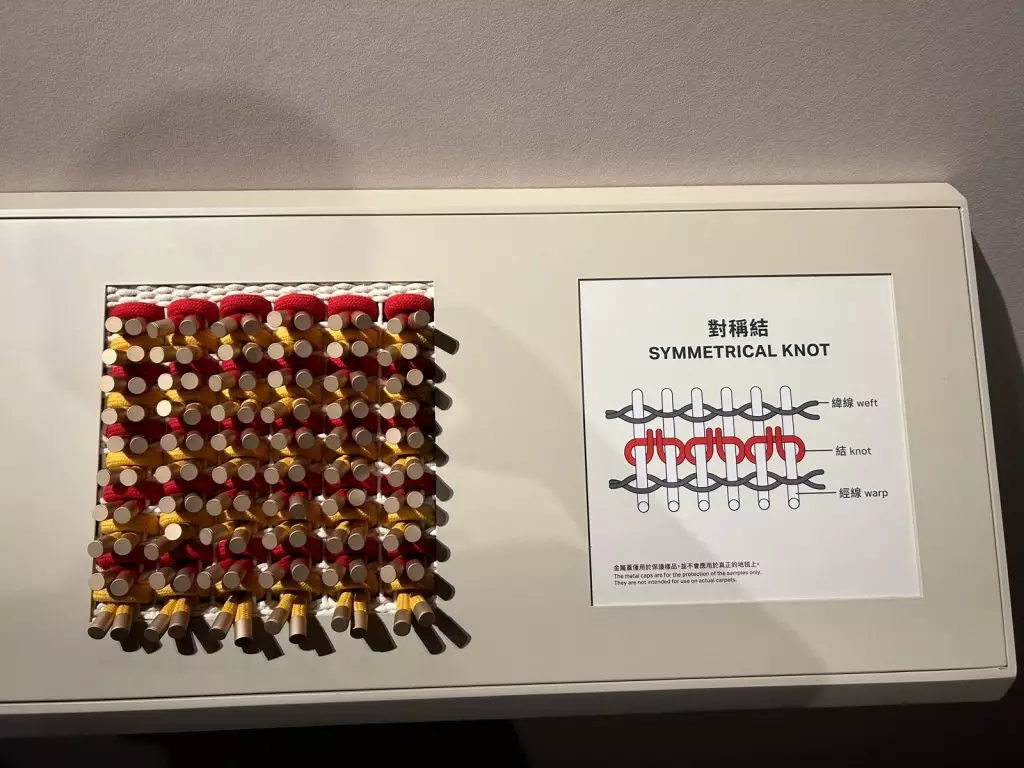 對稱結
SYMMETRICAL KNOT
緯線 weft
結 knot
經線 warp
金屬蓋僅用於保護樣品，並不會應用於真正的地毯上。
The metal caps are for the protection of the samples only.
They are not intended for use on actual carpets.